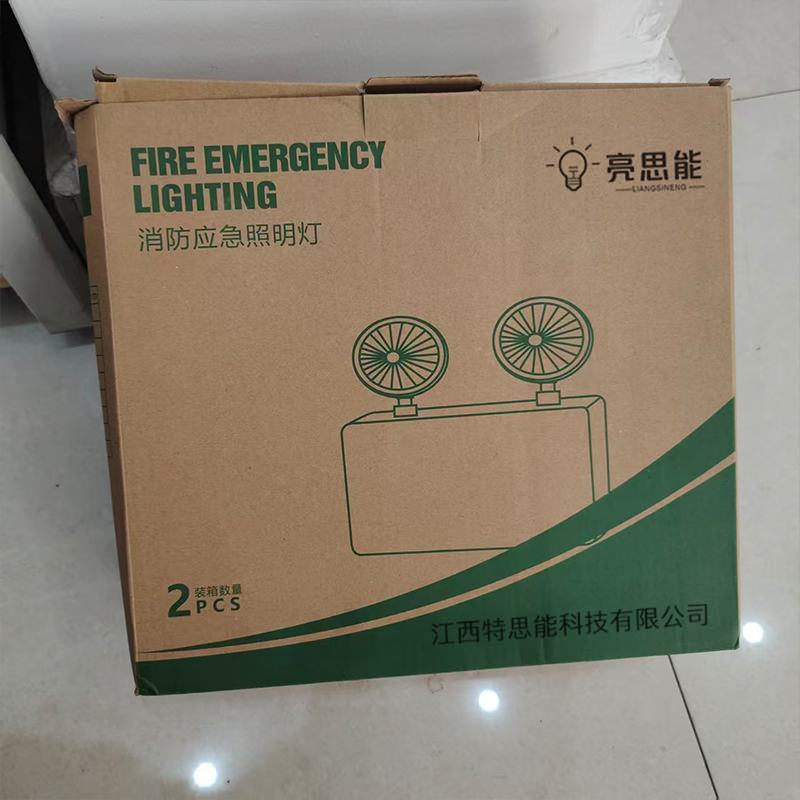 FIRE EMERGENCY
LIGHTING
消防应急照明灯
亮思能
LIANGSINENG
2 装箱数量
PCS
江西特思能科技有限公司